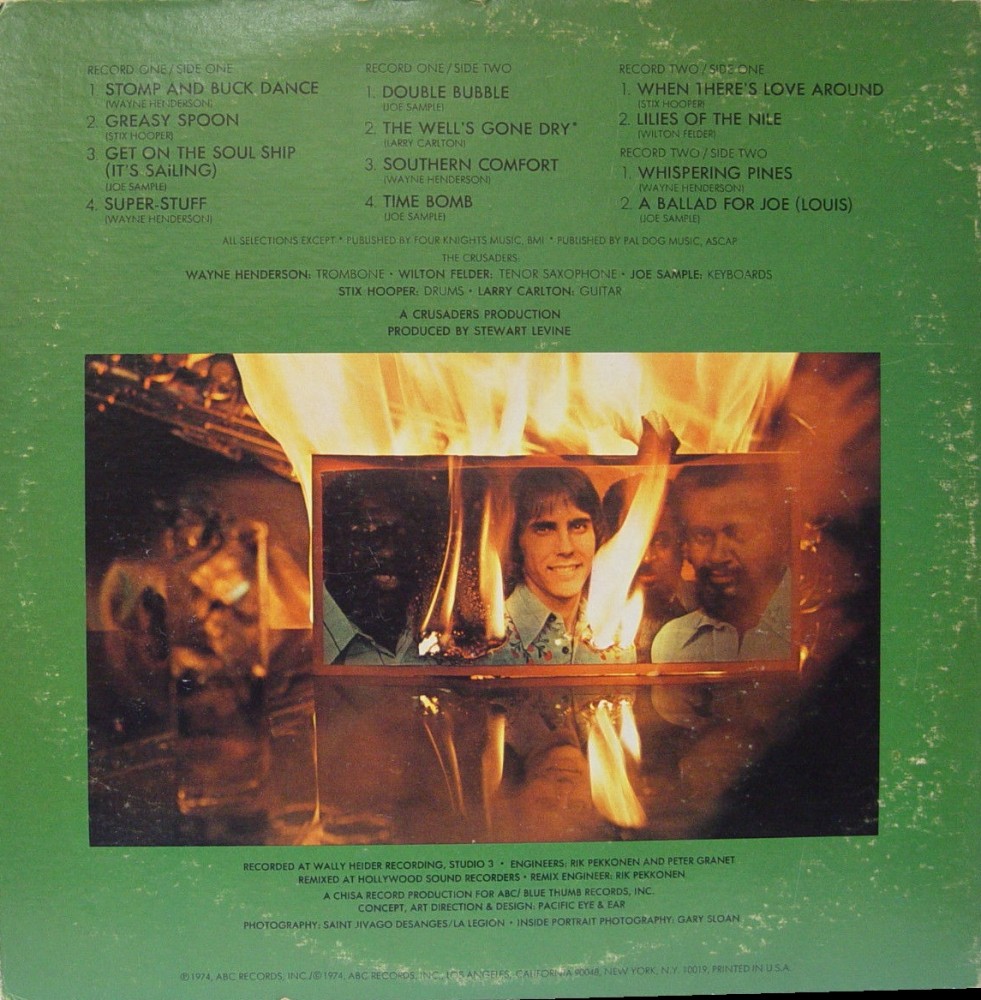 RECORD ONE / SIDE ONE
1 STOMP AND BUCK DANCE
(WAYNE HENDERSON)
2. GREASY SPOON
(STIX HOOPER)
3. GET ON THE SOUL SHIP
(IT'S SAiLING)
(JOE SAMPLE)
4. SUPER-STUFF
(WAYNE HENDERSON)
RECORD ONE / SIDE TWO
1. DOUBLE BUBBLE
(JOE SAMPLE)
2. THE WELL'S GONE DRY*
(LARRY CARLTON)
3. SOUTHERN COMFORT
(WAYNE HENDERSON)
4. TIME BOMB
(JOE SAMPLE)
RECORD TWO / SIDE ONE
1. WHEN THERE'S LOVE AROUND
(STIX HOOPER)
2. LILIES OF THE NILE
(WILTON FELDER)
RECORD TWO / SIDE TWO
1. WHISPERING PINES
(WAYNE HENDERSON)
2. A BALLAD FOR JOE (LOUIS)
(JOE SAMPLE)
ALL SELECTIONS EXCEPT * PUBLISHED BY FOUR KNIGHTS MUSIC, BMI * PUBLISHED BY PAL DOG MUSIC, ASCAP.
THE CRUSADERS:
WAYNE HENDERSON: TROMBONE • WILTON FELDER: TENOR SAXOPHONE • JOE SAMPLE: KEYBOARDS
STIX HOOPER: DRUMS • LARRY CARLTON: GUITAR
A CRUSADERS PRODUCTION
PRODUCED BY STEWART LEVINE
RECORDED AT WALLY HEIDER RECORDING, STUDIO 3 • ENGINEERS: RIK PEKKONEN AND PETER GRANET
REMIXED AT HOLLYWOOD SOUND RECORDERS • REMIX ENGINEER: RIK PEKKONEN
A CHISA RECORD PRODUCTION FOR ABC/ BLUE THUMB RECORDS, INC.
CONCEPT, ART DIRECTION & DESIGN: PACIFIC EYE & EAR
PHOTOGRAPHY: SAINT JIVAGO DESANGES/LA LEGION • INSIDE PORTRAIT PHOTOGRAPHY: GARY SLOAN
©1974, ABC RECORDS, INC./℗1974, ABC RECORDS, INC., LOS ANGELES, CALIFORNIA 90048, NEW YORK, N.Y. 10019, PRINTED IN U.S.A.